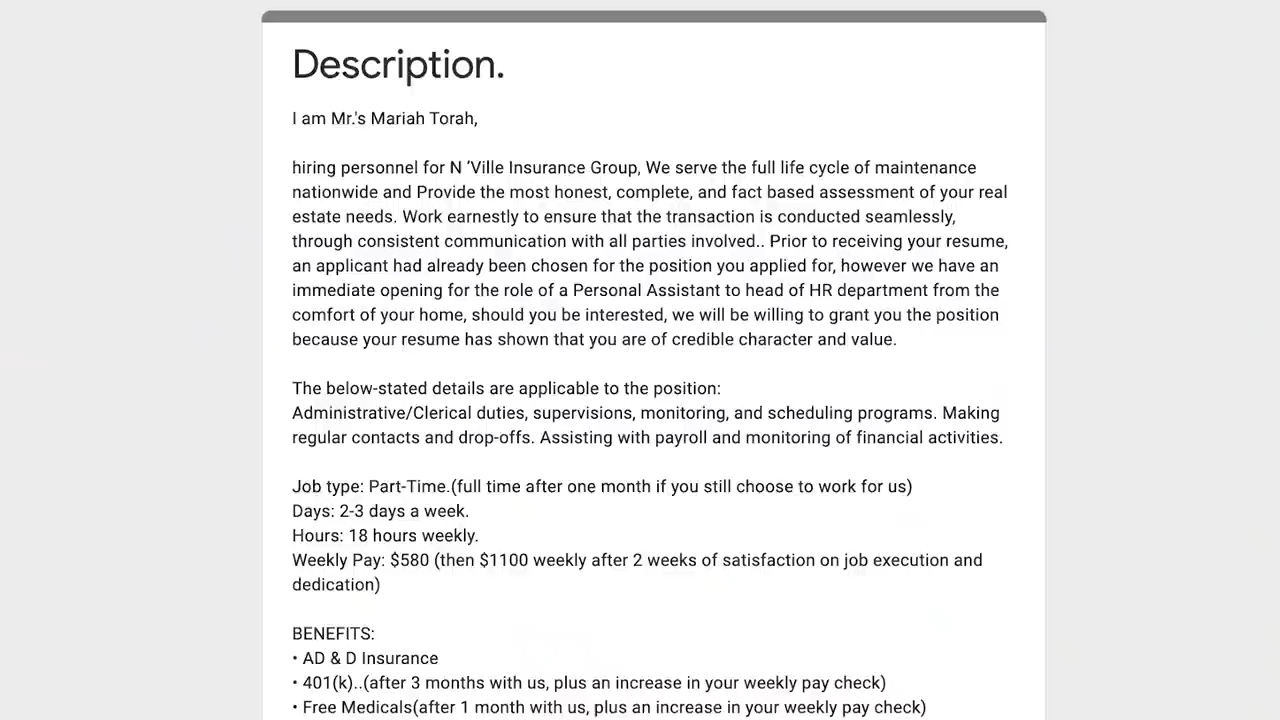 Description.
I am Mr.'s Mariah Torah,
hiring personnel for N ‘Ville Insurance Group, We serve the full life cycle of maintenance
nationwide and Provide the most honest, complete, and fact based assessment of your real
estate needs. Work earnestly to ensure that the transaction is conducted seamlessly,
through consistent communication with all parties involved.. Prior to receiving your resume,
an applicant had already been chosen for the position you applied for, however we have an
immediate opening for the role of a Personal Assistant to head of HR department from the
comfort of your home, should you be interested, we will be willing to grant you the position
because your resume has shown that you are of credible character and value.
The below-stated details are applicable to the position:
Administrative/Clerical duties, supervisions, monitoring, and scheduling programs. Making
regular contacts and drop-offs. Assisting with payroll and monitoring of financial activities.
Job type: Part-Time.(full time after one month if you still choose to work for us)
Days: 2-3 days a week.
Hours: 18 hours weekly.
Weekly Pay: $580 (then $1100 weekly after 2 weeks of satisfaction on job execution and
dedication)
BENEFITS:
• AD & D Insurance
• 401(k)..(after 3 months with us, plus an increase in your weekly pay check)
• Free Medicals(after 1 month with us, plus an increase in your weekly pay check)